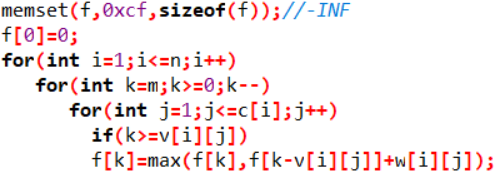 memset(f,0xcf,sizeof(f));//-INF
f[0]=0;
for(int i=1;i<=n;i++)
for(int k=m;k>=0;k--)
for(int j=1;j<=c[i];j++)
if(k>=v[i][j])
f[k]=max(f[k],f[k-v[i][j]]+w[i][j]);